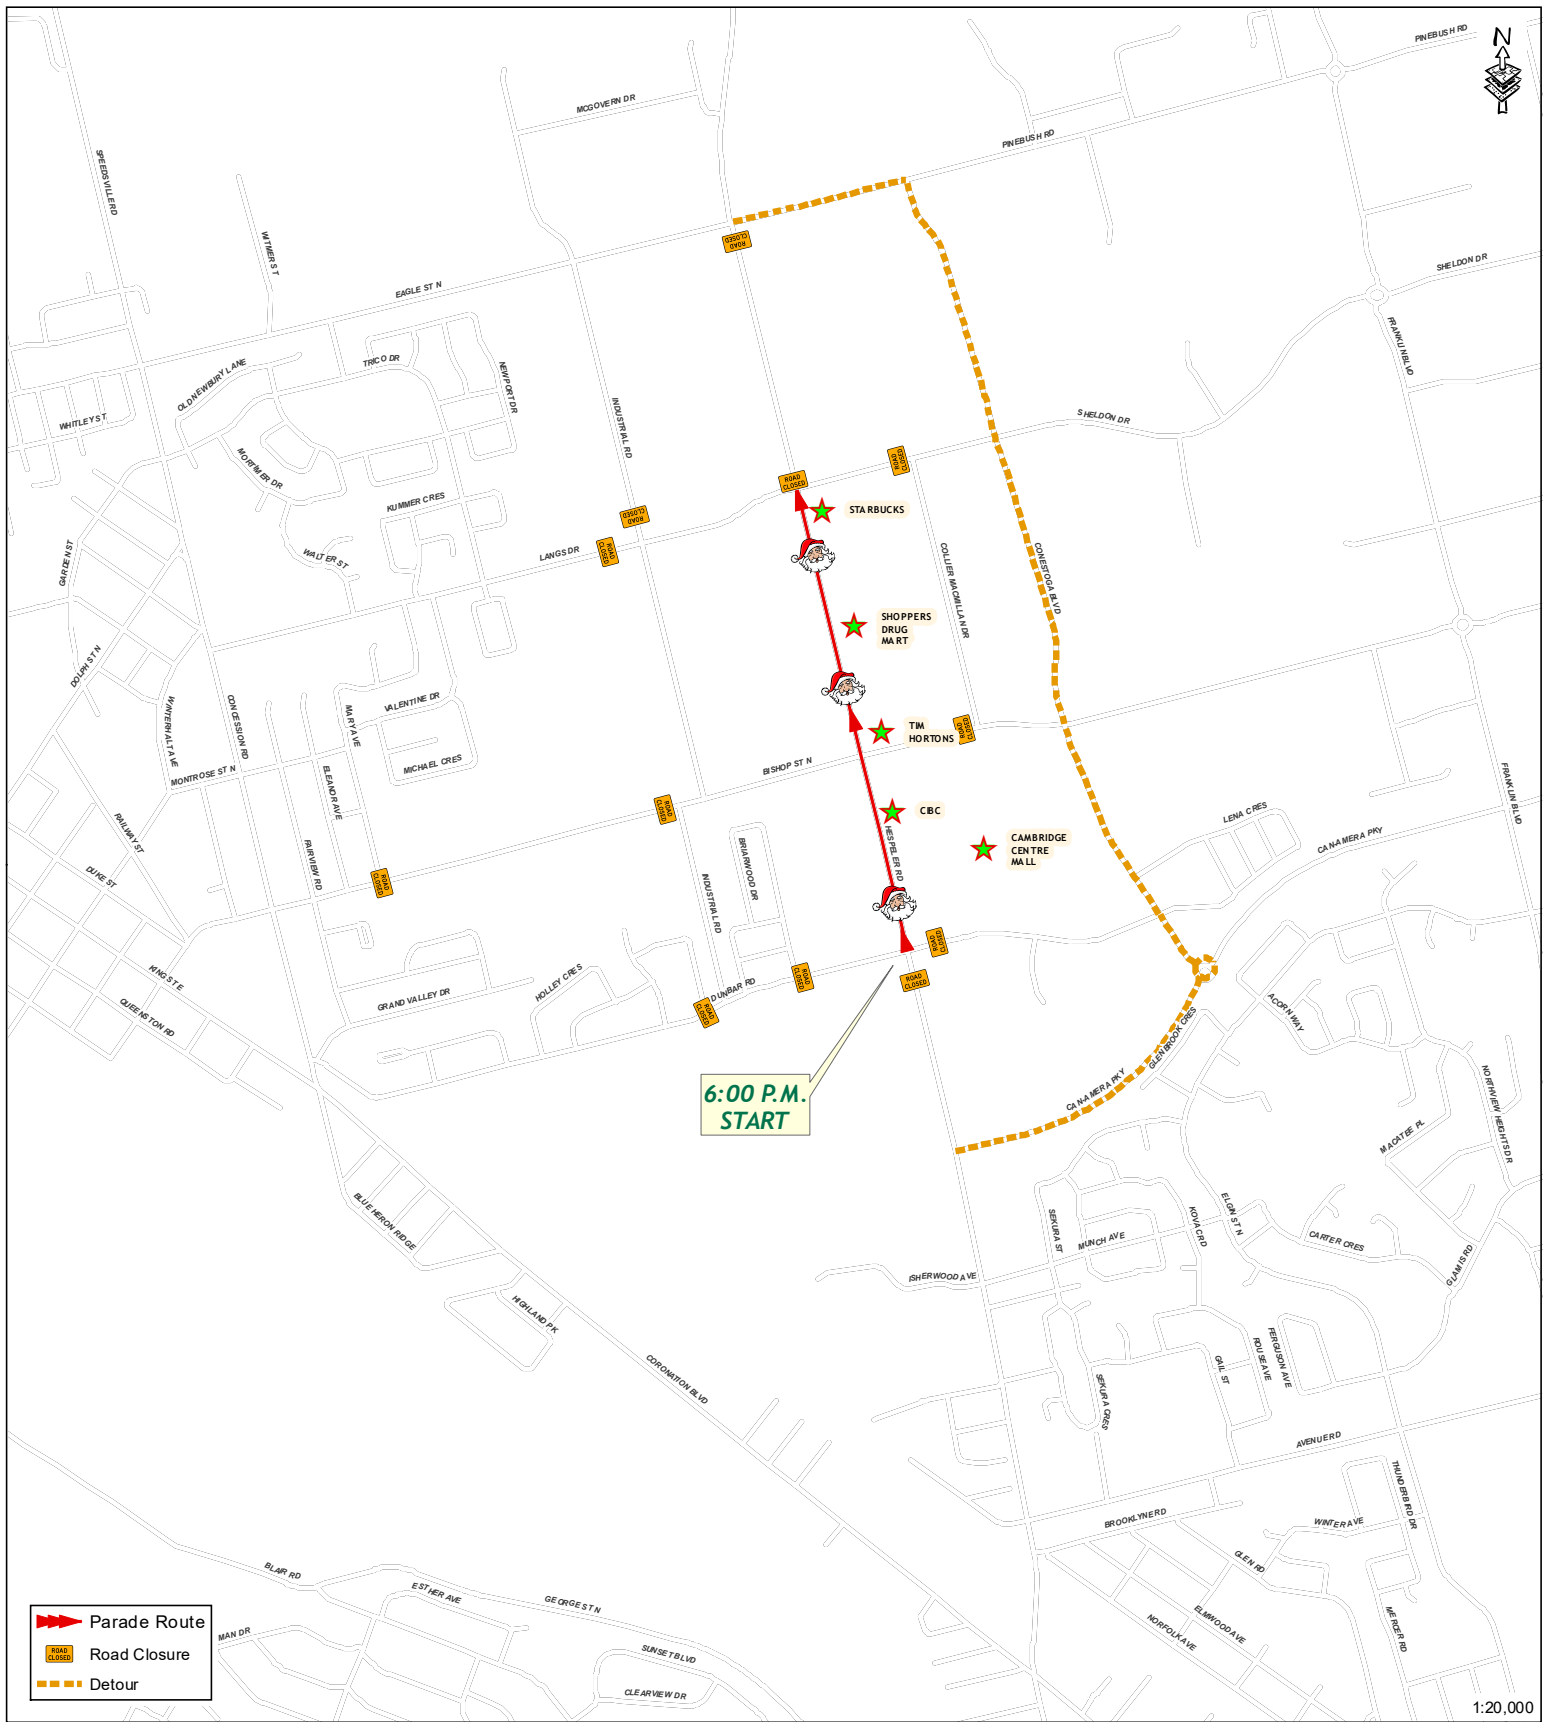 N
PINEBUSH RD
MCGOVERN DR
PINEBUSH RD
SPEEDSVILLE RD
WITMER ST
ROAD
CLOSED
SHELDON DR
EAGLE ST N
FRANKLIN BLVD
TRICO DR
OLD NEWBURY LANE
NEWPORT DR
INDUSTRIAL RD
WHITLEY ST
SHELDON DR
MORTIMER DR
ROAD
CLOSED
ROAD
CLOSED
KUMMER CRES
STARBUCKS
ROAD
CLOSED
GARDEN ST
WALTER ST
LANGS DR
ROAD
CLOSED
COLLIER MACMILLAN DR
CONESTOGA BLVD
SHOPPERS
DRUG
MART
DOLPH ST N
WINTERHALT AVE
CONCESSION RD
MARY AVE
VALENTINE DR
TIM
HORTONS
ROAD
CLOSED
MONTROSE ST N
ELEANOR AVE
MICHAEL CRES
BISHOP ST N
FRANKLIN BLVD
ROAD
CLOSED
CIBC
LENA CRES
RAILWAY ST
HESPELER RD
CAMBRIDGE
CENTRE
MALL
CAN-AMERA PKY
DUKE ST
FAIRVIEW RD
ROAD
CLOSED
BRIARWOOD DR
INDUSTRIAL RD
ROAD
CLOSED
KING ST E
HOLLEY CRES
DUNBAR RD
ROAD
CLOSED
ROAD
CLOSED
QUEENSTON RD
GRAND VALLEY DR
ROAD
CLOSED
ACORN WAY
GLENBROOK CRES
6:00 P.M.
START
CAN-AMERA PKY
NORTHVIEW HEIGHTS DR
MACATEE PL
BLUE HERON RIDGE
SEKURA ST
MUNCH AVE
KOVAC RD
ELGIN ST N
CARTER CRES
ISHERWOOD AVE
GLAMIS RD
HIGHLAND PK
CORONATION BLVD
SEKURA CRES
GAIL ST
ROUSE AVE
FERGUSON AVE
AVENUE RD
THUNDERBIRD DR
BROOKLYNE RD
WINTER AVE
GLEN RD
BLAIR RD
ESTHER AVE
GEORGE ST N
ELMWOOD AVE
NORFOLK AVE
MERCER RD
MAN DR
SUNSET BLVD
CLEARVIEW DR
Parade Route
ROAD
CLOSED
Road Closure
Detour
1:20,000